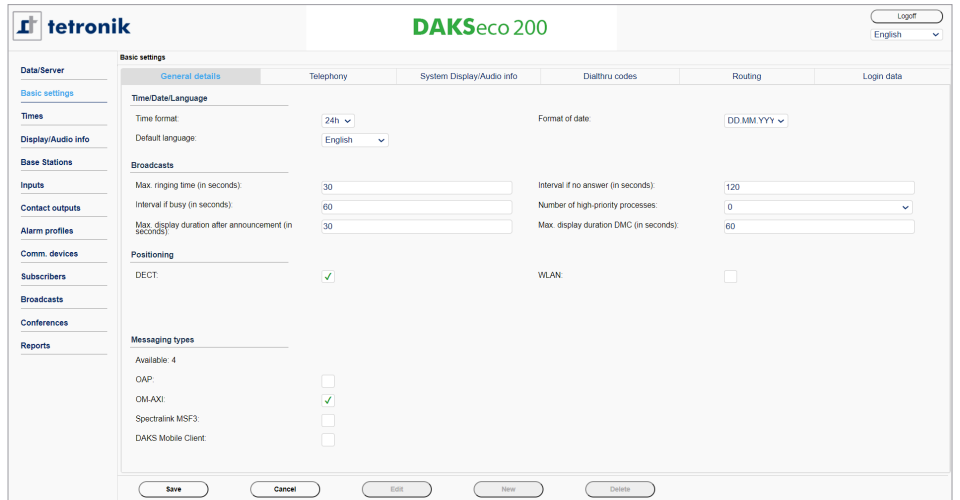 tetronik
DAKSeco 200
Logoff
English
Basic settings
Data/Server
Basic settings
Times
Display/Audio info
Base Stations
Inputs
Contact outputs
Alarm profiles
Comm. devices
Subscribers
Broadcasts
Conferences
Reports
General details Telephony System Display/Audio info Dialthru codes Routing Login data
Time/Date/Language
Time format: 24h Format of date: DD.MM.YYY
Default language: English
Broadcasts
Max. ringing time (in seconds): 30 Interval if no answer (in seconds): 120
Interval if busy (in seconds): 60 Number of high-priority processes: 0
Max. display duration after announcement (in seconds): 30 Max. display duration DMC (in seconds): 60
Positioning
DECT: ✓ WLAN:
Messaging types
Available: 4
OAP:
OM-AXI: ✓
Spectralink MSF3:
DAKS Mobile Client:
Save Cancel Edit New Delete